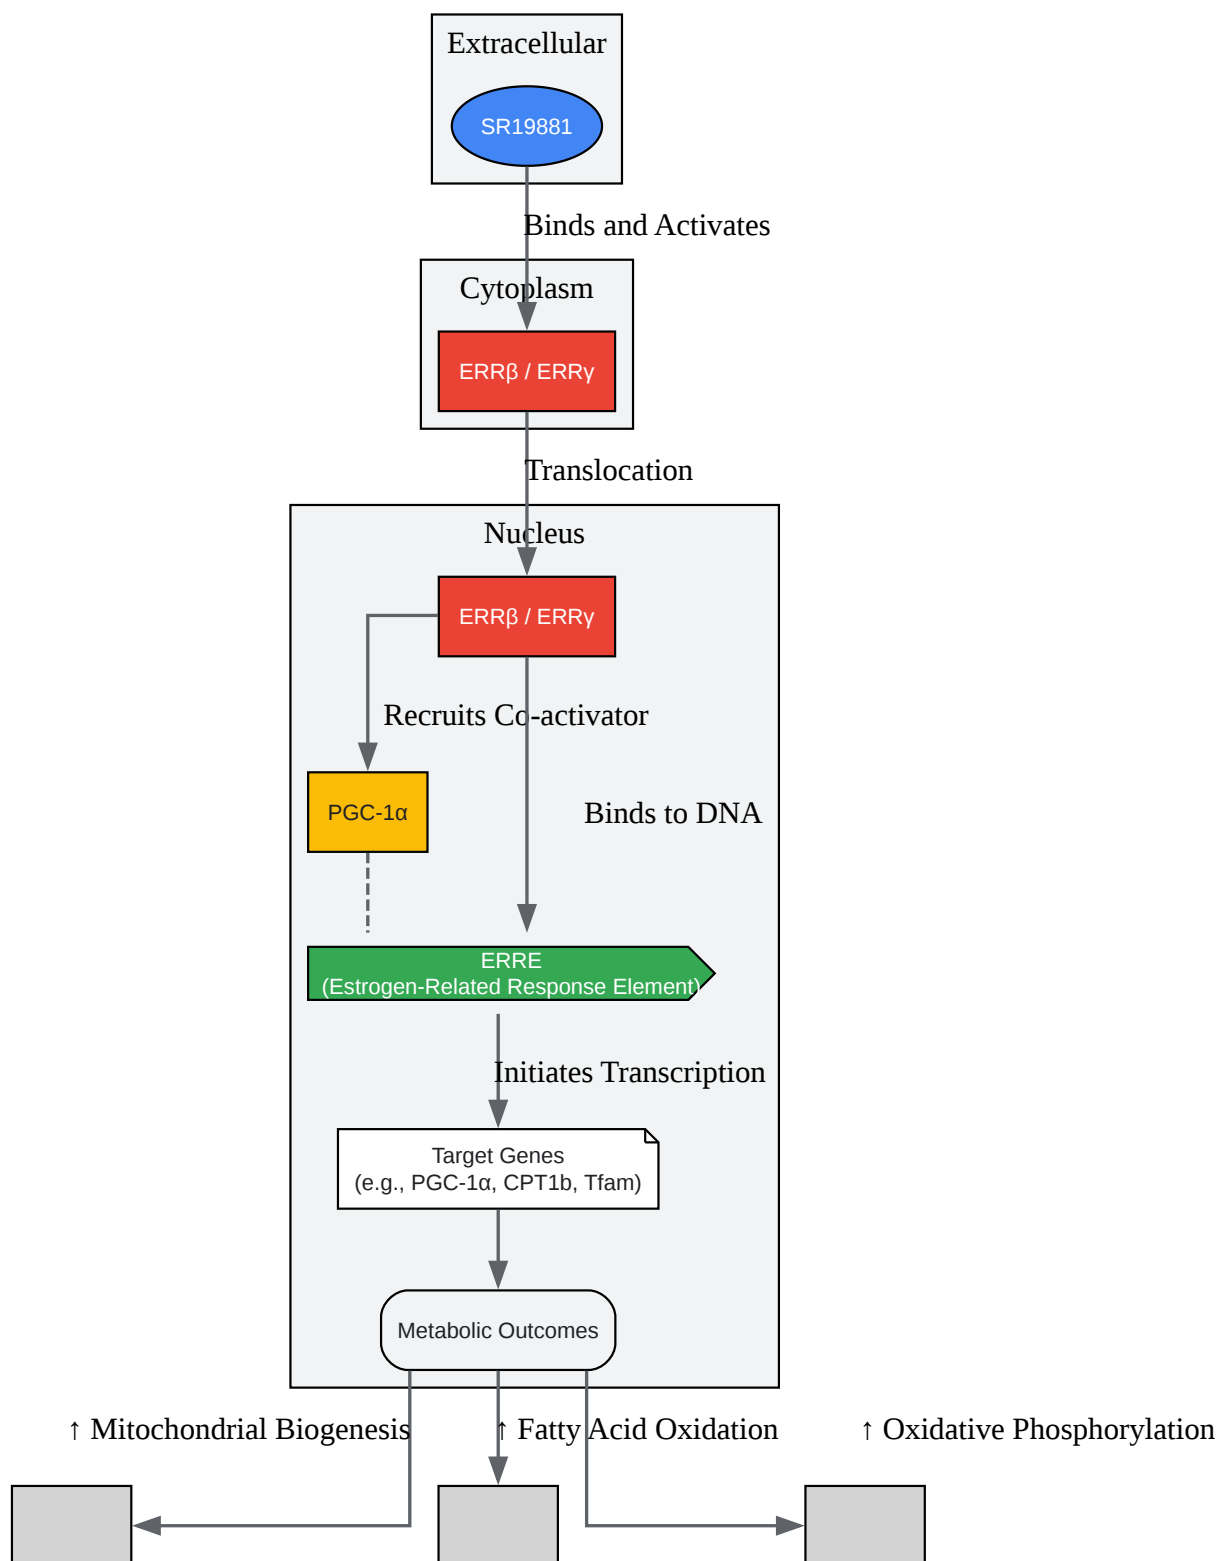 Extracellular
SR19881
Binds and Activates
Cytoplasm
ERRβ / ERRγ
Translocation
Nucleus
ERRβ / ERRγ
Recruits Co-activator
PGC-1α
Binds to DNA
ERRE
(Estrogen-Related Response Element)
Initiates Transcription
Target Genes
(e.g., PGC-1α, CPT1b, Tfam)
Metabolic Outcomes
↑ Mitochondrial Biogenesis
↑ Fatty Acid Oxidation
↑ Oxidative Phosphorylation